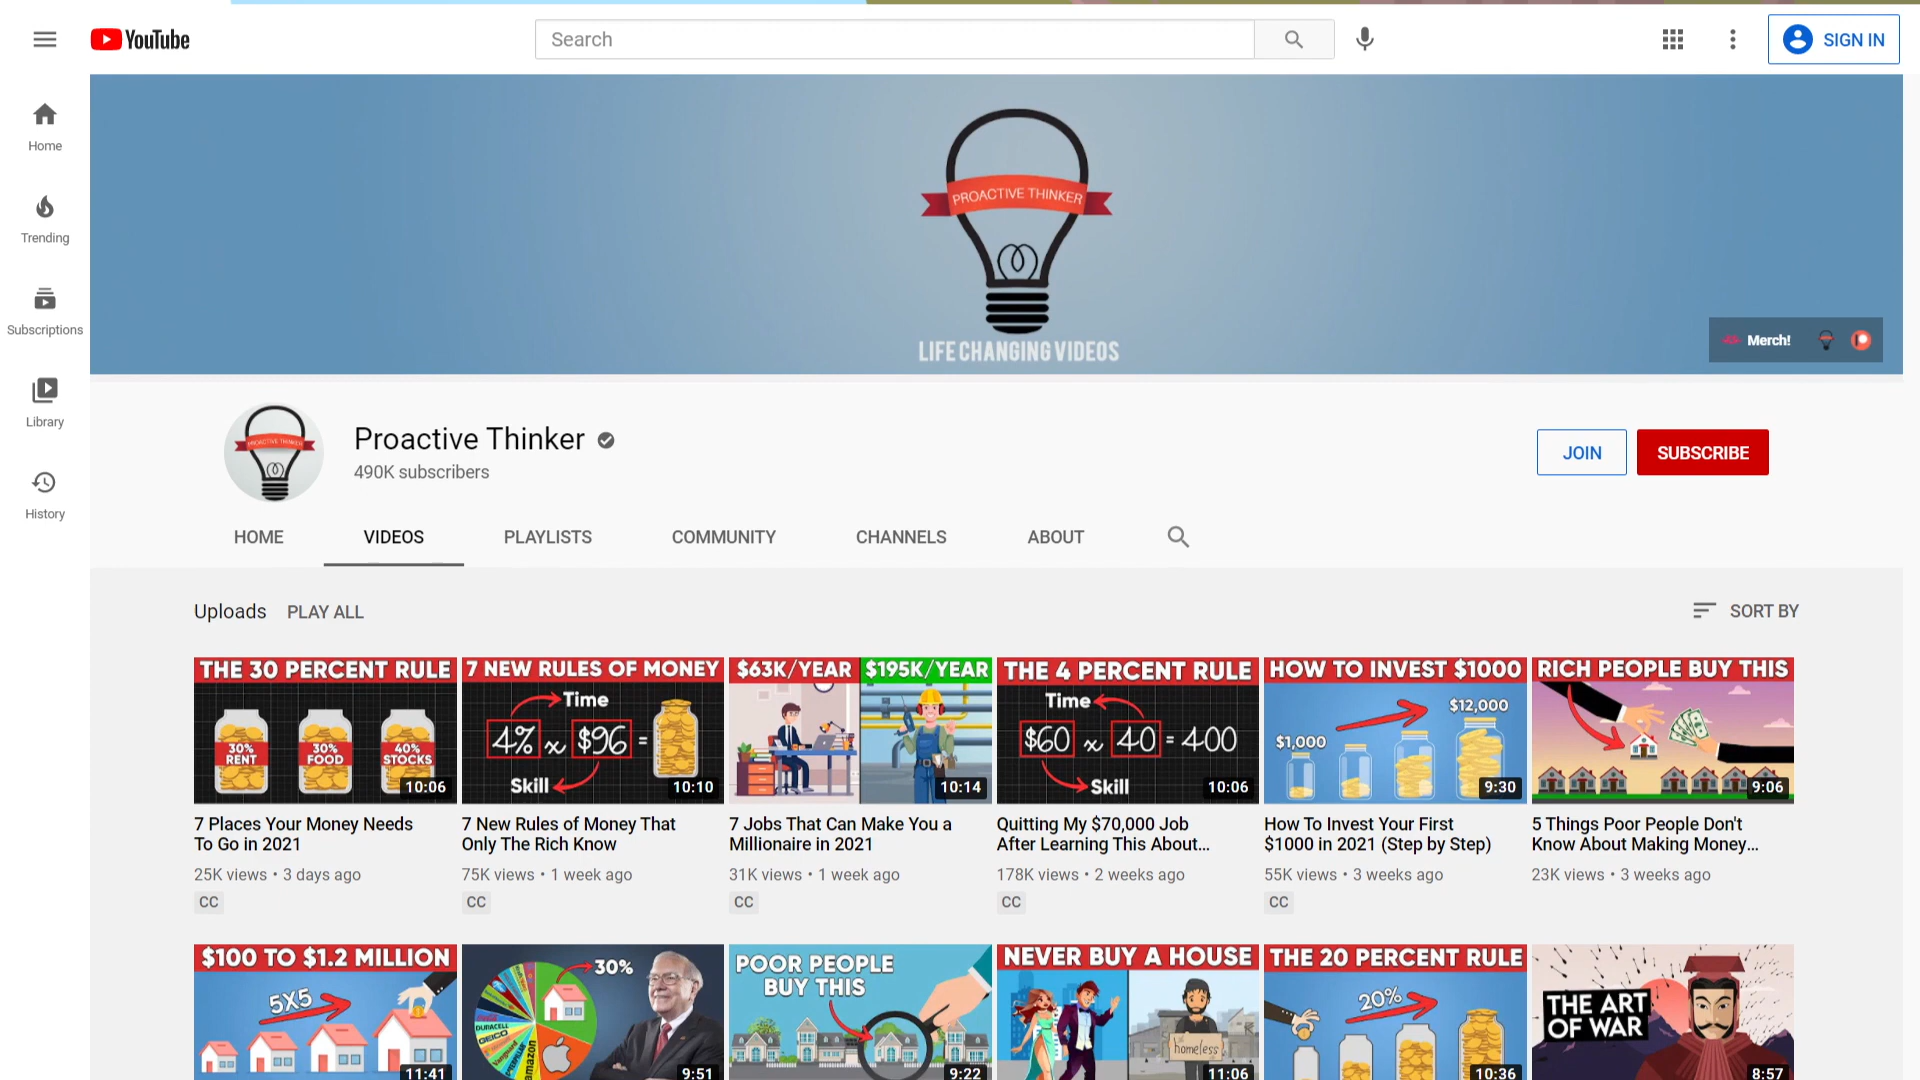 YouTube
Search
SIGN IN
Home
Trending
Subscriptions
Library
History
PROACTIVE THINKER
LIFE CHANGING VIDEOS
Merch!
PROACTIVE THINKER
Proactive Thinker
490K subscribers
JOIN
SUBSCRIBE
HOME
VIDEOS
PLAYLISTS
COMMUNITY
CHANNELS
ABOUT
Uploads
PLAY ALL
SORT BY
THE 30 PERCENT RULE
30% RENT
30% FOOD
40% STOCKS
10:06
7 Places Your Money Needs
To Go in 2021
25K views • 3 days ago
CC
7 NEW RULES OF MONEY
Time
4% x $96 =
Skill
10:10
7 New Rules of Money That
Only The Rich Know
75K views • 1 week ago
CC
$63K/YEAR
$195K/YEAR
10:14
7 Jobs That Can Make You a
Millionaire in 2021
31K views • 1 week ago
CC
THE 4 PERCENT RULE
Time
$60 x 40 = 400
Skill
10:06
Quitting My $70,000 Job
After Learning This About...
178K views • 2 weeks ago
CC
HOW TO INVEST $1000
$12,000
$1,000
9:30
How To Invest Your First
$1000 in 2021 (Step by Step)
55K views • 3 weeks ago
CC
RICH PEOPLE BUY THIS
9:06
5 Things Poor People Don't
Know About Making Money...
23K views • 3 weeks ago
$100 TO $1.2 MILLION
5X5
11:41
30%
DURACELL
GEICO
amazon
9:51
POOR PEOPLE
BUY THIS
9:22
NEVER BUY A HOUSE
homeless
11:06
THE 20 PERCENT RULE
20%
10:36
THE ART
OF WAR
8:57